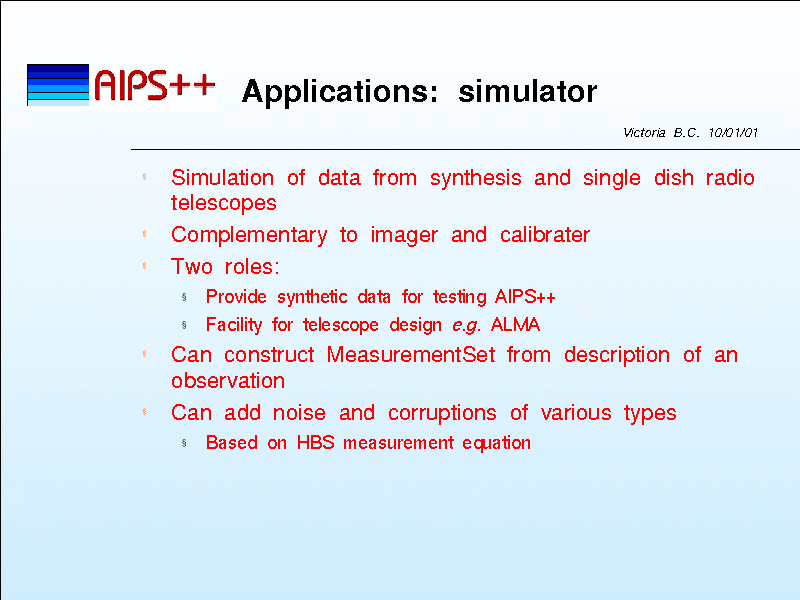 AIPS++
Applications: simulator
Victoria B.C. 10/01/01
§ Simulation of data from synthesis and single dish radio
telescopes
§ Complementary to imager and calibrater
§ Two roles:
§ Provide synthetic data for testing AIPS++
§ Facility for telescope design e.g. ALMA
§ Can construct MeasurementSet from description of an
observation
§ Can add noise and corruptions of various types
§ Based on HBS measurement equation